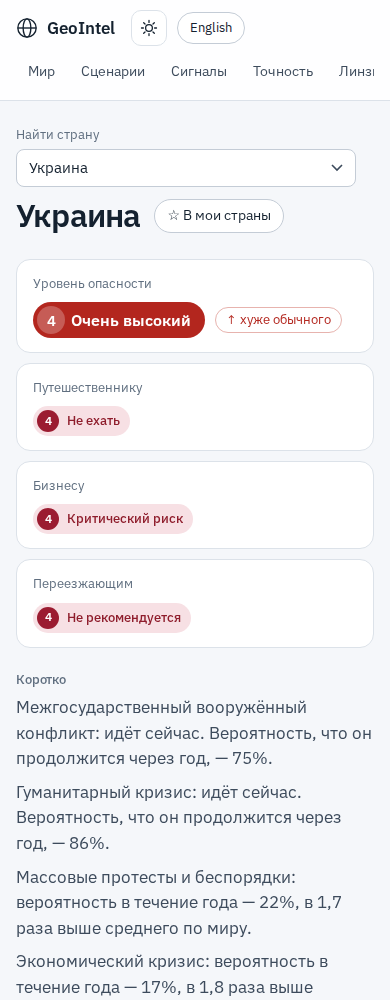 GeoIntel
English
Мир Сценарии Сигналы Точность
Найти страну
Украина
Украина
☆ В мои страны
Уровень опасности
4 Очень высокий
↑ хуже обычного
Путешественнику
4 Не ехать
Бизнесу
4 Критический риск
Переезжающим
4 Не рекомендуется
Коротко
Межгосударственный вооружённый
конфликт: идёт сейчас. Вероятность, что он
продолжится через год, — 75%.
Гуманитарный кризис: идёт сейчас.
Вероятность, что он продолжится через
год, — 86%.
Массовые протесты и беспорядки:
вероятность в течение года — 22%, в 1,7
раза выше среднего по миру.
Экономический кризис: вероятность в
течение года — 17%, в 1,8 раза выше